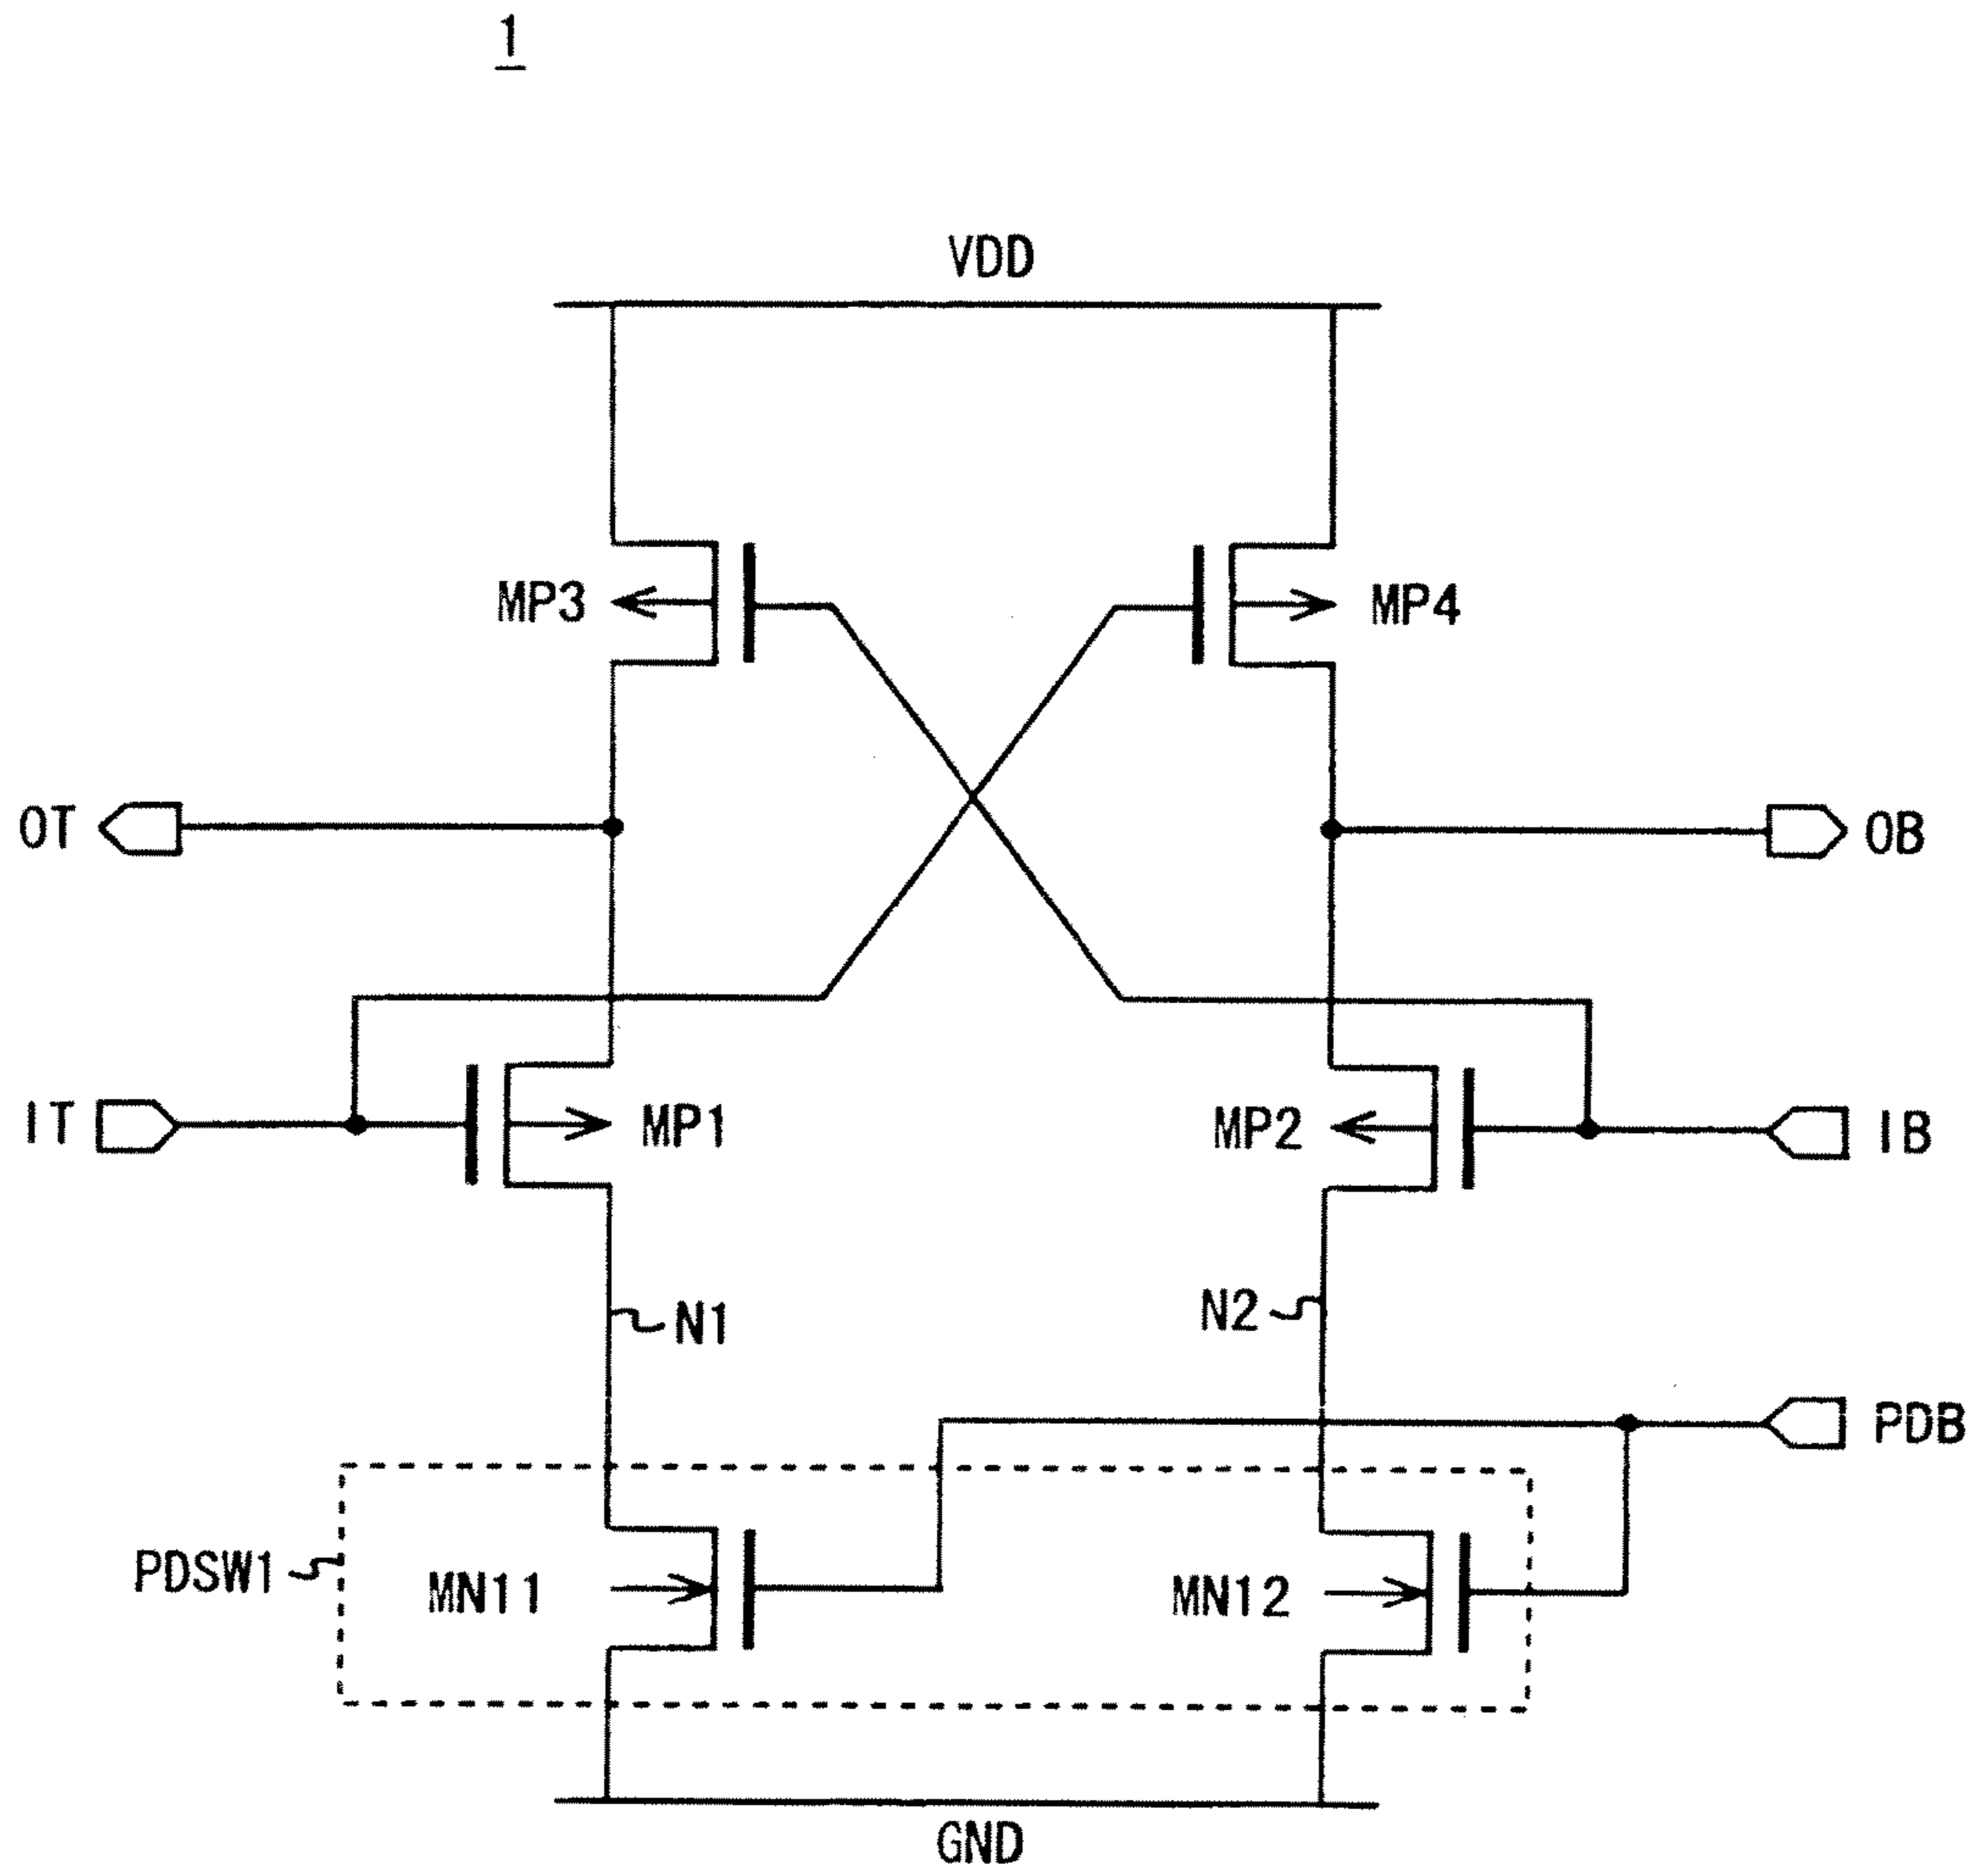 1
VDD
MP3
MP4
OT
OB
IT
MP1
MP2
IB
N1
N2
PDB
PDSW1
MN11
MN12
GND